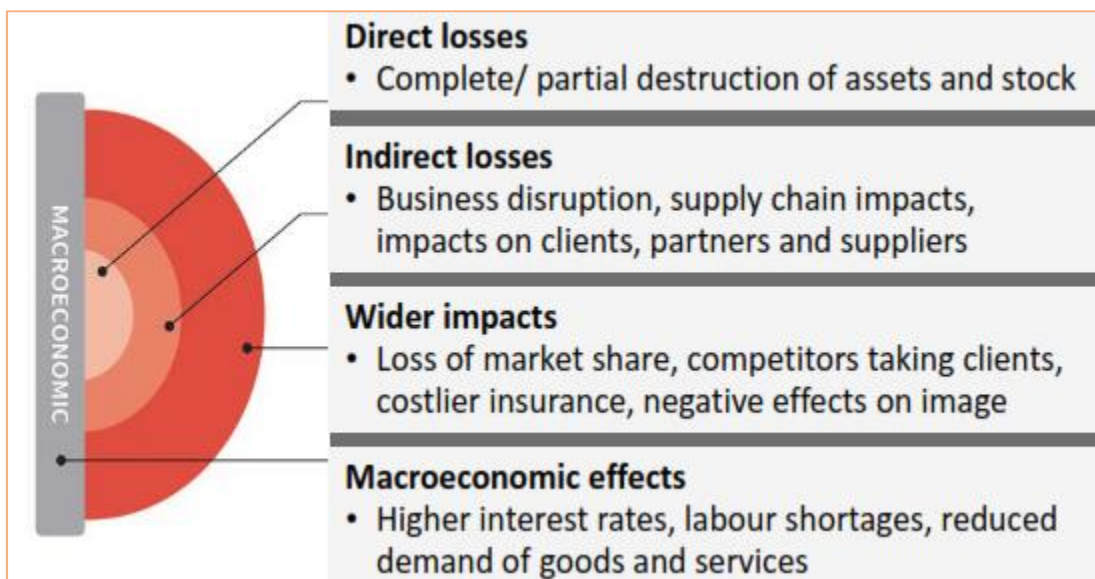 MACROECONOMIC
Direct losses
• Complete/ partial destruction of assets and stock
Indirect losses
• Business disruption, supply chain impacts,
impacts on clients, partners and suppliers
Wider impacts
• Loss of market share, competitors taking clients,
costlier insurance, negative effects on image
Macroeconomic effects
• Higher interest rates, labour shortages, reduced
demand of goods and services